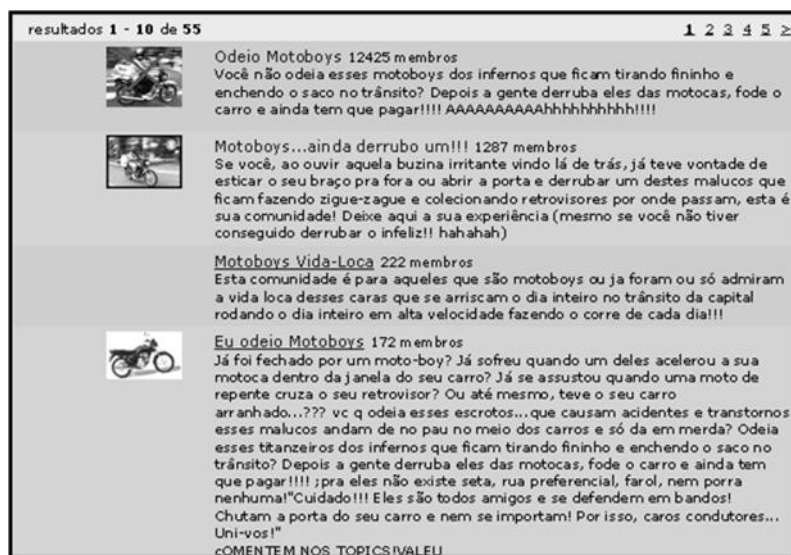 resultados 1 - 10 de 55
1 2 3 4 5 >
Odeio Motoboys 12425 membros
Você não odeia esses motoboys dos infernos que ficam tirando fininho e
enchendo o saco no trânsito? Depois a gente derruba eles das motocas, fode o
carro e ainda tem que pagar!!!! AAAAAAAAAAhhhhhhhhhh!!!!
Motoboys...ainda derrubo um!!! 1287 membros
Se você, ao ouvir aquela buzina irritante vindo lá de trás, já teve vontade de
esticar o seu braço pra fora ou abrir a porta e derrubar um destes malucos que
ficam fazendo zigue-zague e colecionando retrovisores por onde passam, esta é
sua comunidade! Deixe aqui a sua experiência (mesmo se você não tiver
conseguido derrubar o infeliz!! hahahah)
Motoboys Vida-Loca 222 membros
Esta comunidade é para aqueles que são motoboys ou ja foram ou só admiram
a vida loca desses caras que se arriscam o dia inteiro no trânsito da capital
rodando o dia inteiro em alta velocidade fazendo o corre de cada dia!!!
Eu odeio Motoboys 172 membros
Já foi fechado por um moto-boy? Já sofreu quando um deles acelerou a sua
motoca dentro da janela do seu carro? Já se assustou quando uma moto de
repente cruza o seu retrovisor? Ou até mesmo, teve o seu carro
arranhado...??? vc q odeia esses escrotos...que causam acidentes e transtornos
esses malucos andam de no pau no meio dos carros e só da em merda? Odeia
esses titanzeiros dos infernos que ficam tirando fininho e enchendo o saco no
trânsito? Depois a gente derruba eles das motocas, fode o carro e ainda tem
que pagar!!!! ;pra eles não existe seta, rua preferencial, farol, nem porra
nenhuma!"Cuidado!!! Eles são todos amigos e se defendem em bandos!
Chutam a porta do seu carro e nem se importam! Por isso, caros condutores...
Uni-vos!"
cOMENTEM NOS TOPICS!VALEU